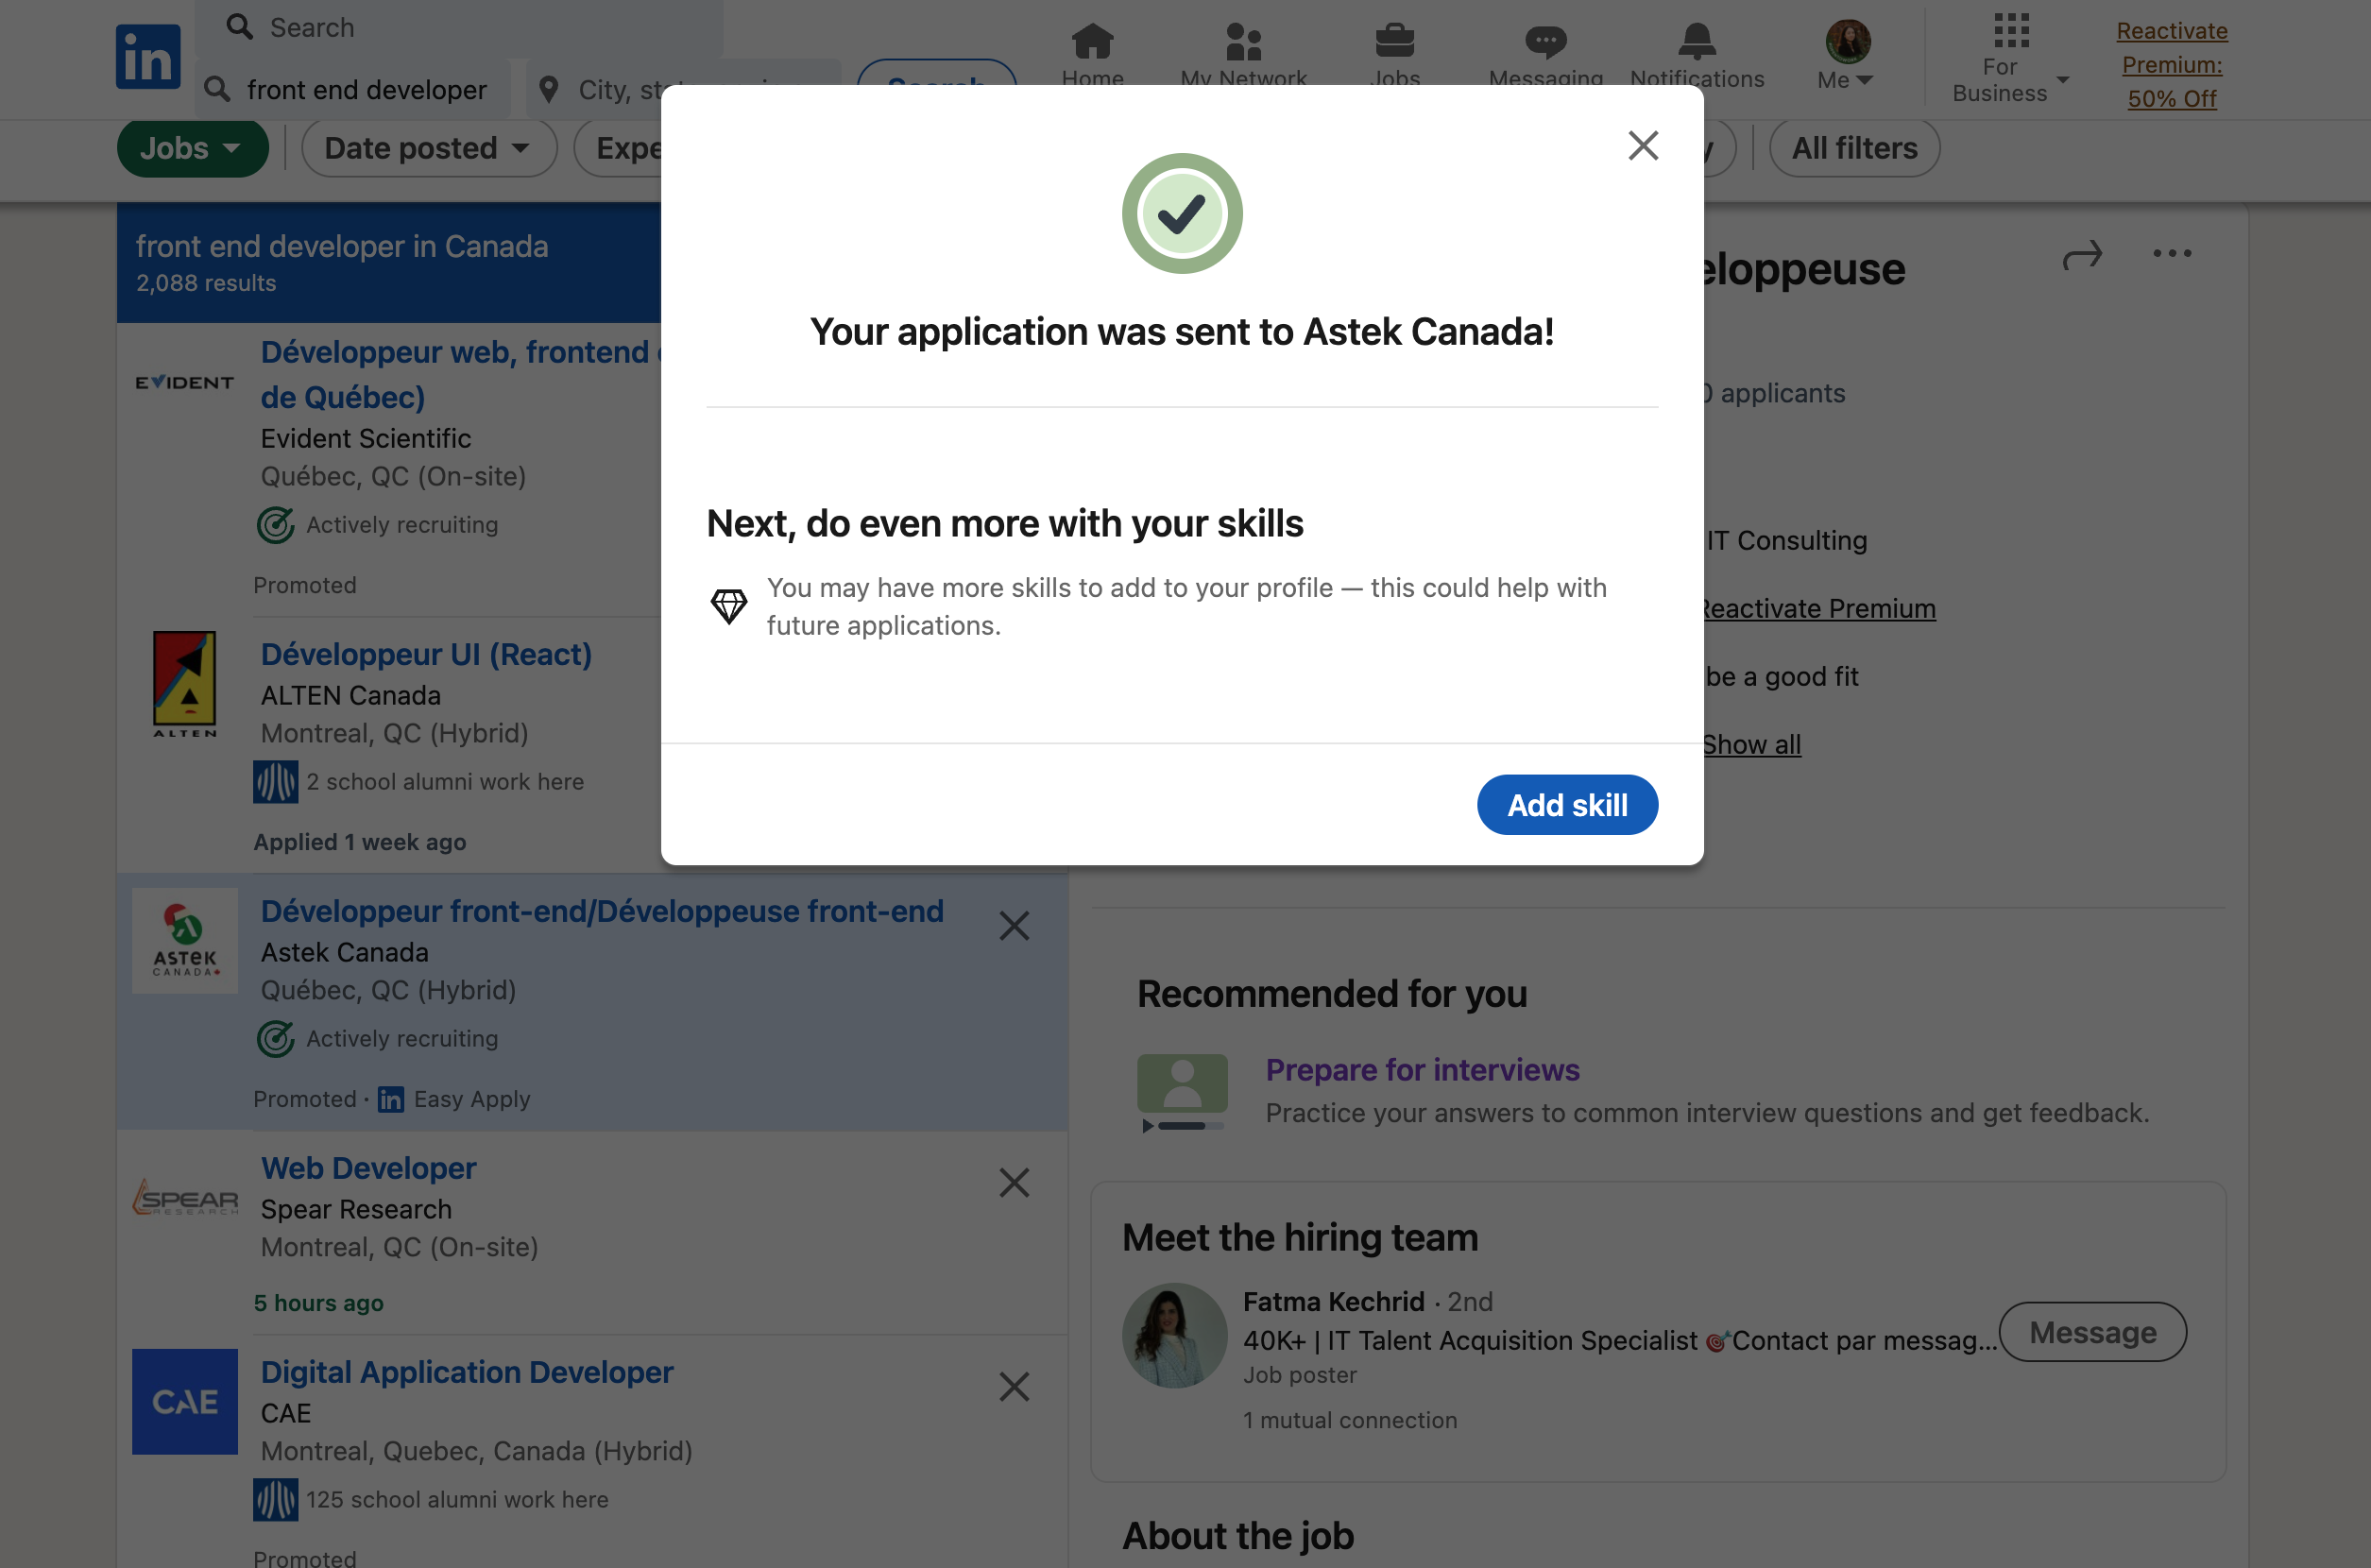 in
Search
front end developer
Home
My Network
Jobs
Messaging
Notifications
Me
For
Business
Reactivate
Premium:
50% Off
Jobs
Date posted
All filters
front end developer in Canada
2,088 results
Développeur web, frontend
de Québec)
EVIDENT
Evident Scientific
Québec, QC (On-site)
Actively recruiting
Promoted
Développeur UI (React)
ALTEN
ALTEN Canada
Montreal, QC (Hybrid)
2 school alumni work here
Applied 1 week ago
Développeur front-end/Développeuse front-end
ASTEK
CANADA
Astek Canada
Québec, QC (Hybrid)
Actively recruiting
Promoted · in Easy Apply
Web Developer
SPEAR
RESEARCH
Spear Research
Montreal, QC (On-site)
5 hours ago
Digital Application Developer
CAE
CAE
Montreal, Quebec, Canada (Hybrid)
125 school alumni work here
Promoted
Your application was sent to Astek Canada!
Next, do even more with your skills
You may have more skills to add to your profile — this could help with
future applications.
Add skill
eloppeuse
applicants
IT Consulting
Reactivate Premium
be a good fit
Show all
Recommended for you
Prepare for interviews
Practice your answers to common interview questions and get feedback.
Meet the hiring team
Fatma Kechrid · 2nd
40K+ | IT Talent Acquisition Specialist 🎯Contact par messag...
Message
Job poster
1 mutual connection
About the job